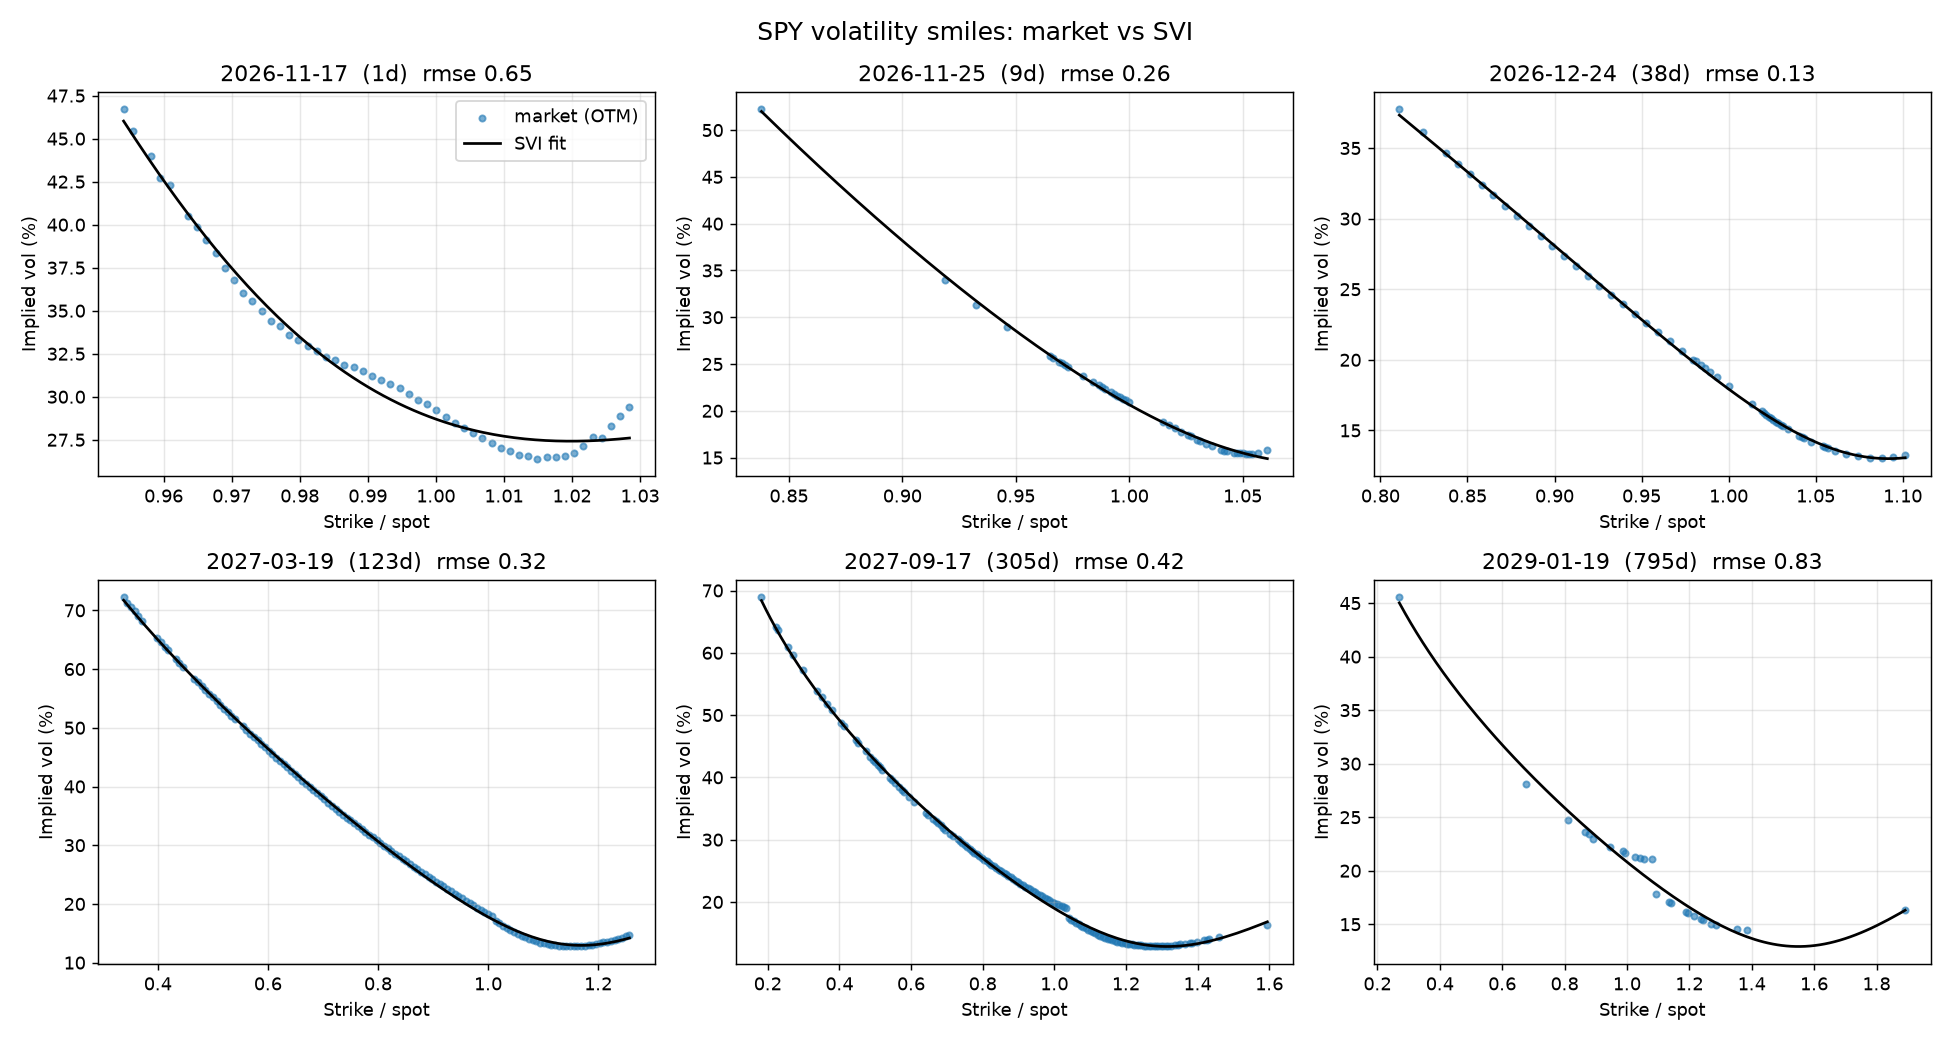 SPY volatility smiles: market vs SVI
2026-11-17 (1d) rmse 0.65
47.5
45.0
42.5
40.0
37.5
35.0
32.5
30.0
27.5
Implied vol (%)
market (OTM)
SVI fit
0.96 0.97 0.98 0.99 1.00 1.01 1.02 1.03
Strike / spot
2026-11-25 (9d) rmse 0.26
50
45
40
35
30
25
20
15
Implied vol (%)
0.85 0.90 0.95 1.00 1.05
Strike / spot
2026-12-24 (38d) rmse 0.13
35
30
25
20
15
Implied vol (%)
0.80 0.85 0.90 0.95 1.00 1.05 1.10
Strike / spot
2027-03-19 (123d) rmse 0.32
70
60
50
40
30
20
10
Implied vol (%)
0.4 0.6 0.8 1.0 1.2
Strike / spot
2027-09-17 (305d) rmse 0.42
70
60
50
40
30
20
Implied vol (%)
0.2 0.4 0.6 0.8 1.0 1.2 1.4 1.6
Strike / spot
2029-01-19 (795d) rmse 0.83
45
40
35
30
25
20
15
Implied vol (%)
0.2 0.4 0.6 0.8 1.0 1.2 1.4 1.6 1.8
Strike / spot